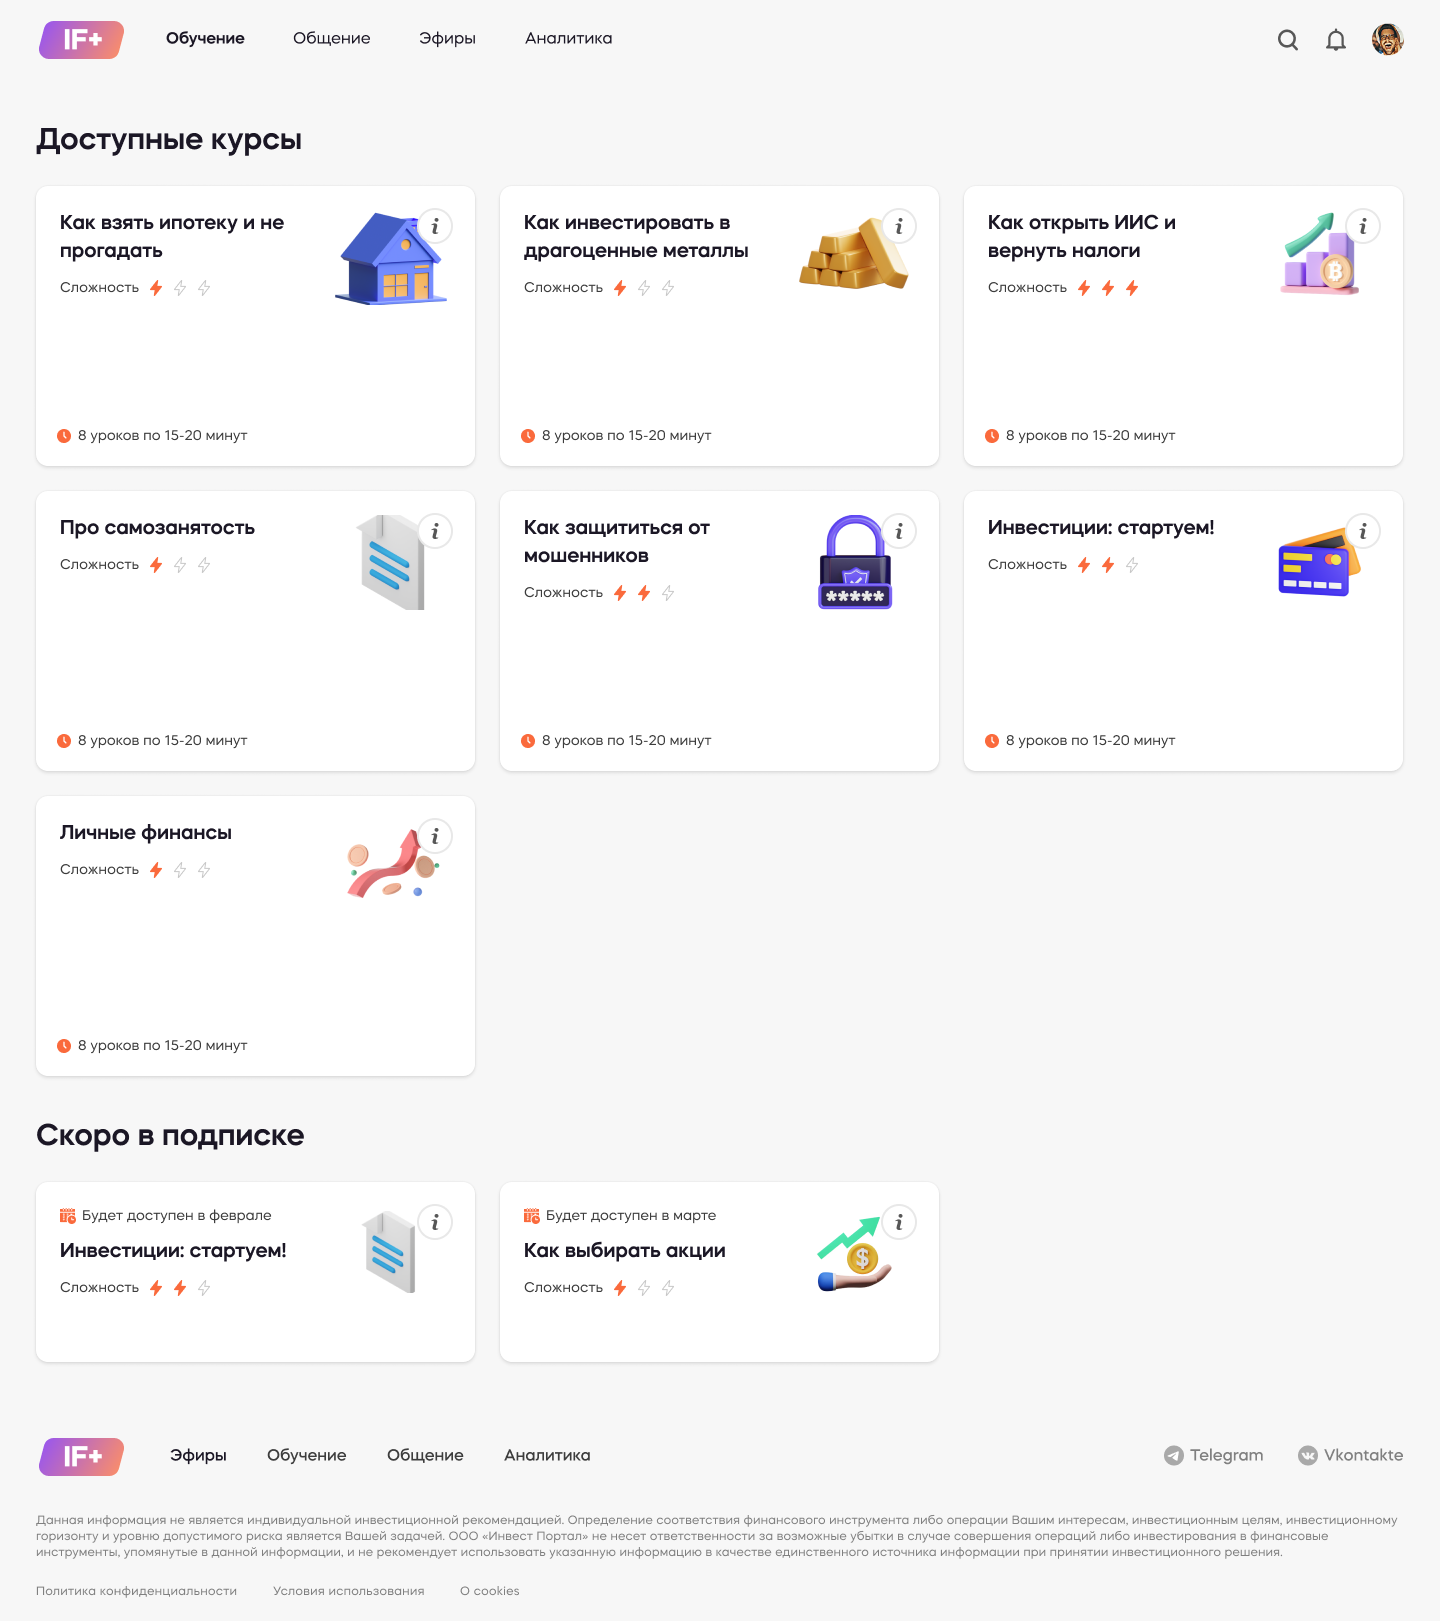 IF+
Обучение
Общение
Эфиры
Аналитика
Доступные курсы
Как взять ипотеку и не
прогадать
Сложность
8 уроков по 15-20 минут
Как инвестировать в
драгоценные металлы
Сложность
8 уроков по 15-20 минут
Как открыть ИИС и
вернуть налоги
Сложность
8 уроков по 15-20 минут
Про самозанятость
Сложность
8 уроков по 15-20 минут
Как защититься от
мошенников
Сложность
*****
8 уроков по 15-20 минут
Инвестиции: стартуем!
Сложность
8 уроков по 15-20 минут
Личные финансы
Сложность
8 уроков по 15-20 минут
Скоро в подписке
Будет доступен в феврале
Инвестиции: стартуем!
Сложность
Будет доступен в марте
Как выбирать акции
Сложность
IF+
Эфиры
Обучение
Общение
Аналитика
Telegram
Vkontakte
Данная информация не является индивидуальной инвестиционной рекомендацией. Определение соответствия финансового инструмента либо операции Вашим интересам, инвестиционным целям, инвестиционному
горизонту и уровню допустимого риска является Вашей задачей. ООО «Инвест Портал» не несет ответственности за возможные убытки в случае совершения операций либо инвестирования в финансовые
инструменты, упомянутые в данной информации, и не рекомендует использовать указанную информацию в качестве единственного источника информации при принятии инвестиционного решения.
Политика конфиденциальности
Условия использования
О cookies